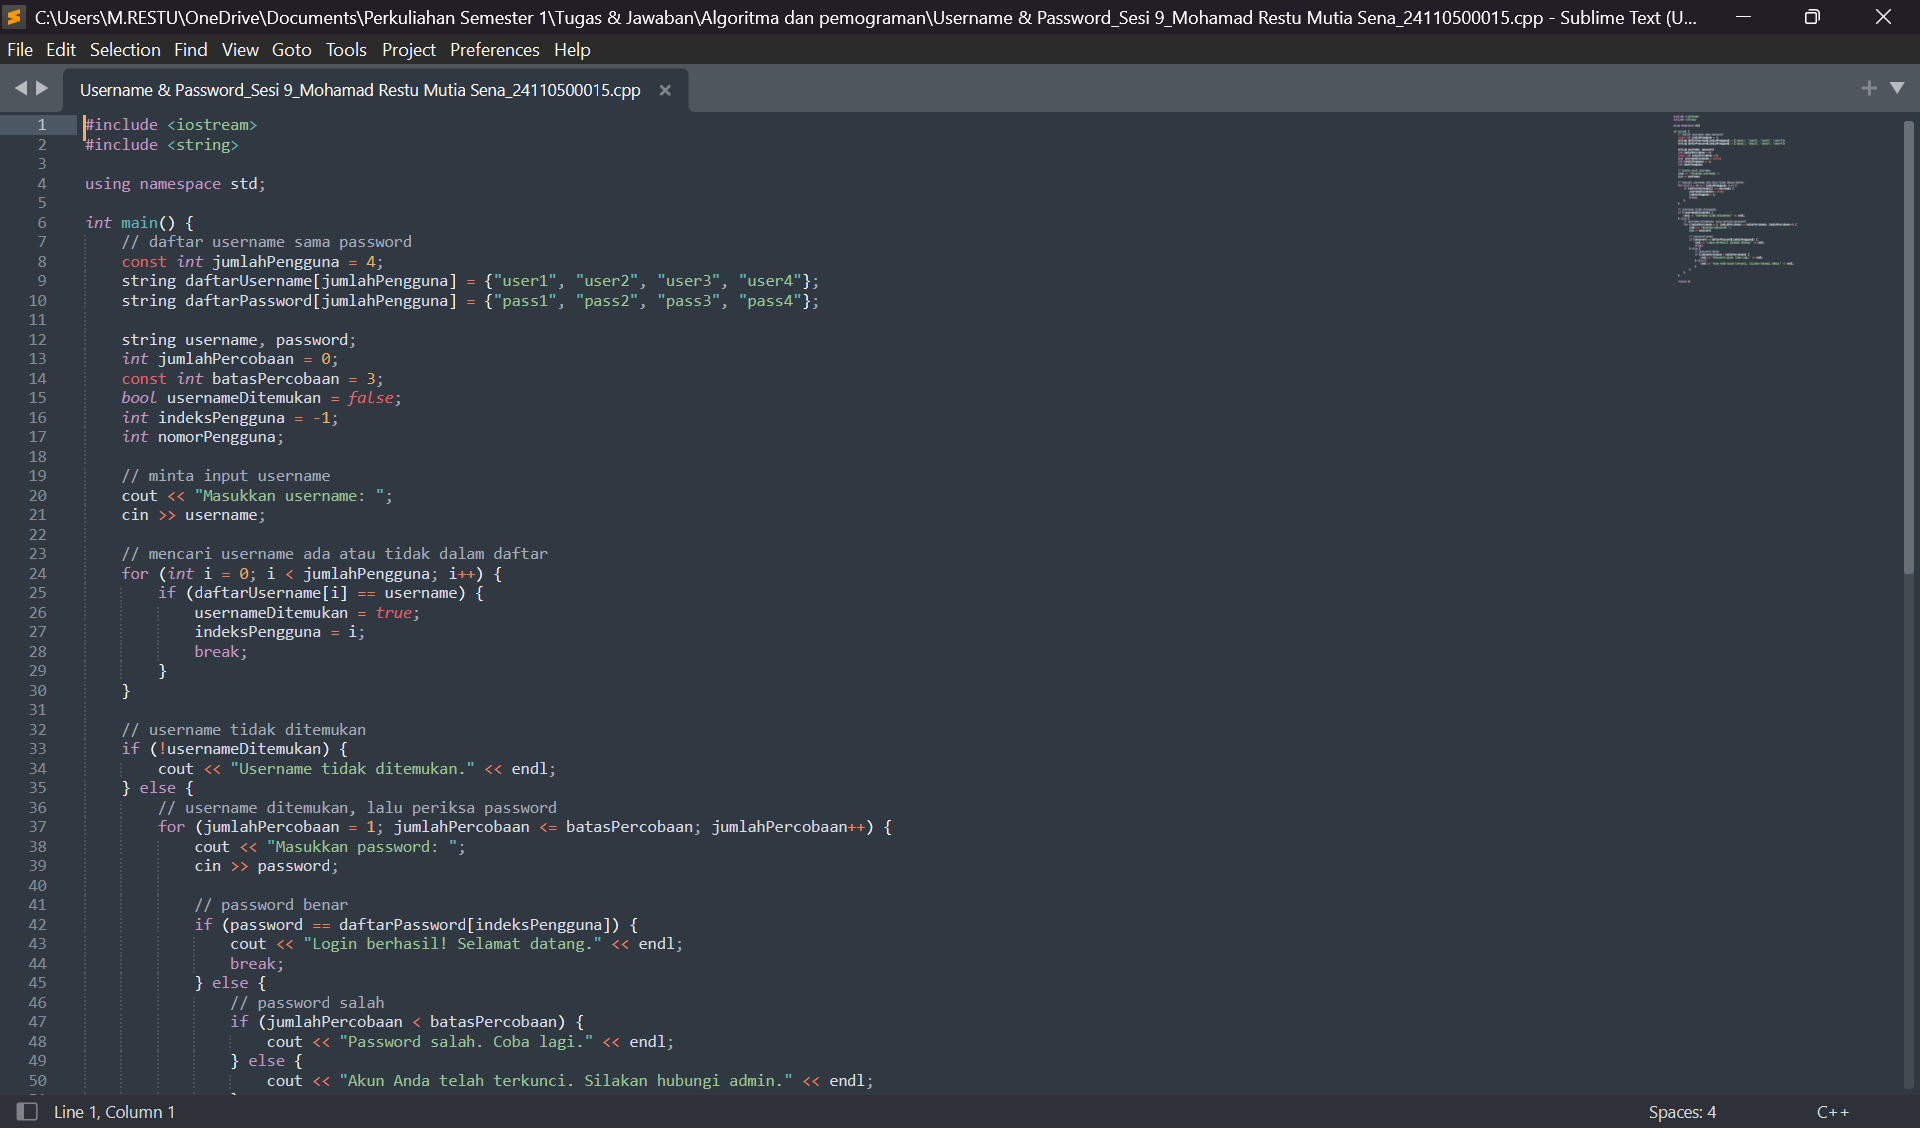 C:\Users\M.RESTU\OneDrive\Documents\Perkuliahan Semester 1\Tugas & Jawaban\Algoritma dan pemograman\Username & Password_Sesi 9_Mohamad Restu Mutia Sena_24110500015.cpp - Sublime Text (U...
File Edit Selection Find View Goto Tools Project Preferences Help
Username & Password_Sesi 9_Mohamad Restu Mutia Sena_24110500015.cpp
1 #include <iostream>
2 #include <string>
3
4 using namespace std;
5
6 int main() {
7     // daftar username sama password
8     const int jumlahPengguna = 4;
9     string daftarUsername[jumlahPengguna] = {"user1", "user2", "user3", "user4"};
10     string daftarPassword[jumlahPengguna] = {"pass1", "pass2", "pass3", "pass4"};
11
12     string username, password;
13     int jumlahPercobaan = 0;
14     const int batasPercobaan = 3;
15     bool usernameDitemukan = false;
16     int indeksPengguna = -1;
17     int nomorPengguna;
18
19     // minta input username
20     cout << "Masukkan username: ";
21     cin >> username;
22
23     // mencari username ada atau tidak dalam daftar
24     for (int i = 0; i < jumlahPengguna; i++) {
25         if (daftarUsername[i] == username) {
26             usernameDitemukan = true;
27             indeksPengguna = i;
28             break;
29         }
30     }
31
32     // username tidak ditemukan
33     if (!usernameDitemukan) {
34         cout << "Username tidak ditemukan." << endl;
35     } else {
36         // username ditemukan, lalu periksa password
37         for (jumlahPercobaan = 1; jumlahPercobaan <= batasPercobaan; jumlahPercobaan++) {
38             cout << "Masukkan password: ";
39             cin >> password;
40
41             // password benar
42             if (password == daftarPassword[indeksPengguna]) {
43                 cout << "Login berhasil! Selamat datang." << endl;
44                 break;
45             } else {
46                 // password salah
47                 if (jumlahPercobaan < batasPercobaan) {
48                     cout << "Password salah. Coba lagi." << endl;
49                 } else {
50                     cout << "Akun Anda telah terkunci. Silakan hubungi admin." << endl;
Line 1, Column 1
Spaces: 4
C++